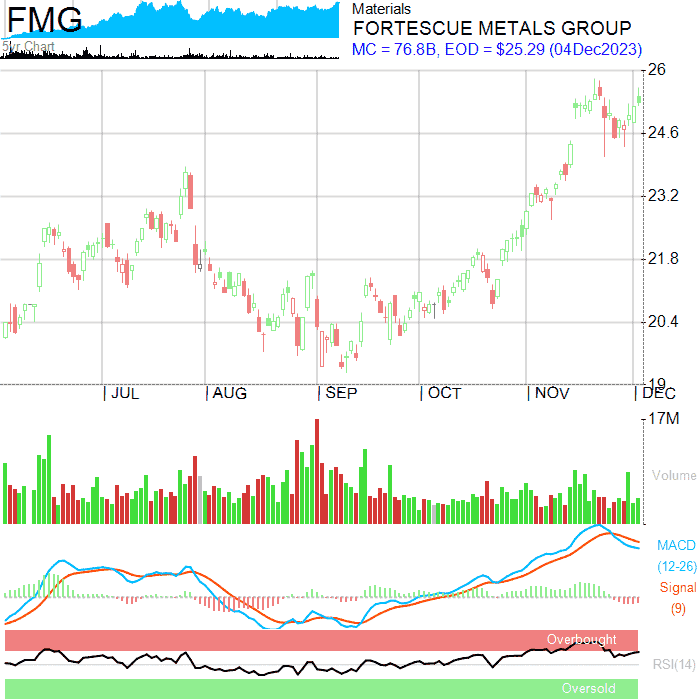 FMG
5yr Chart
Materials
FORTESCUE METALS GROUP
MC = 76.8B, EOD = $25.29 (04Dec2023)
26
24.6
23.2
21.8
20.4
19
JUL AUG SEP OCT NOV DEC
17M
Volume
MACD
(12-26)
Signal
(9)
Overbought
RSI(14)
Oversold